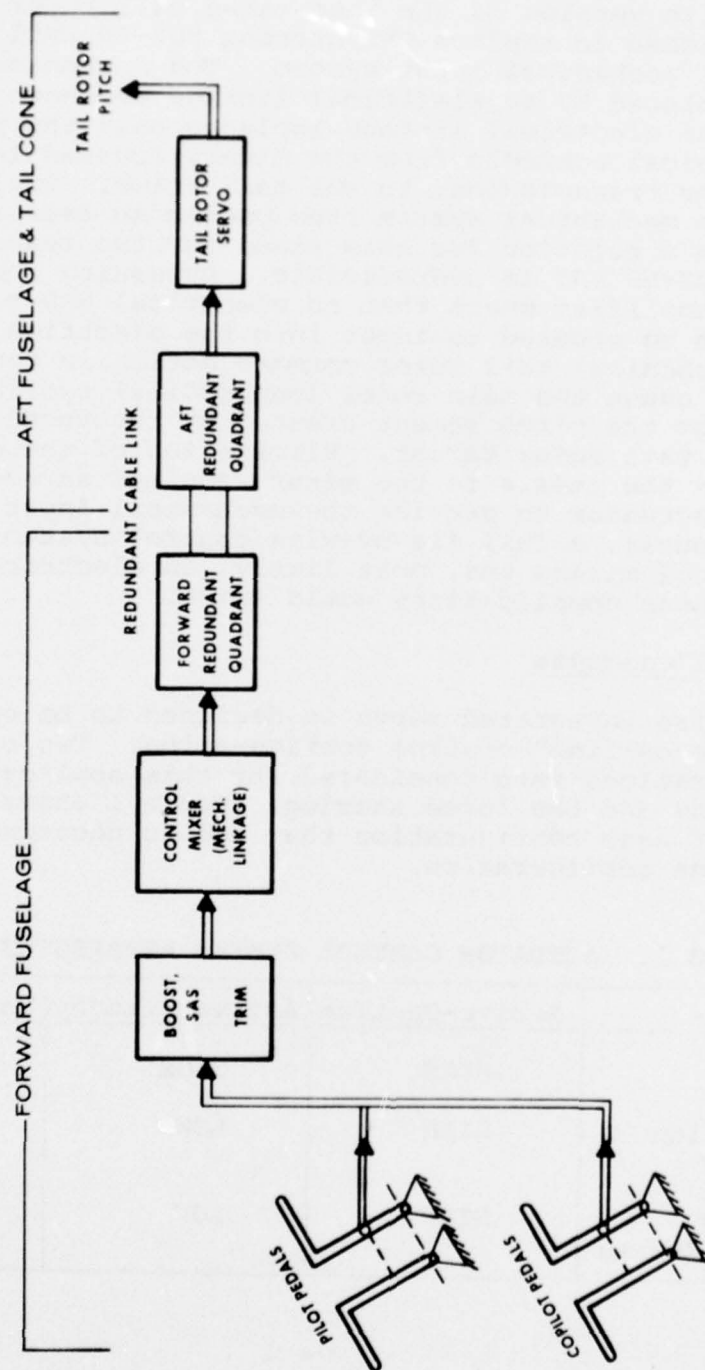 FORWARD FUSELAGE
AFT FUSELAGE & TAIL CONE
TAIL ROTOR
PITCH
REDUNDANT CABLE LINK
BOOST,
SAS
TRIM
CONTROL
MIXER
(MECH.
LINKAGE)
FORWARD
REDUNDANT
QUADRANT
AFT
REDUNDANT
QUADRANT
TAIL ROTOR
SERVO
PILOT PEDALS
COPILOT PEDALS